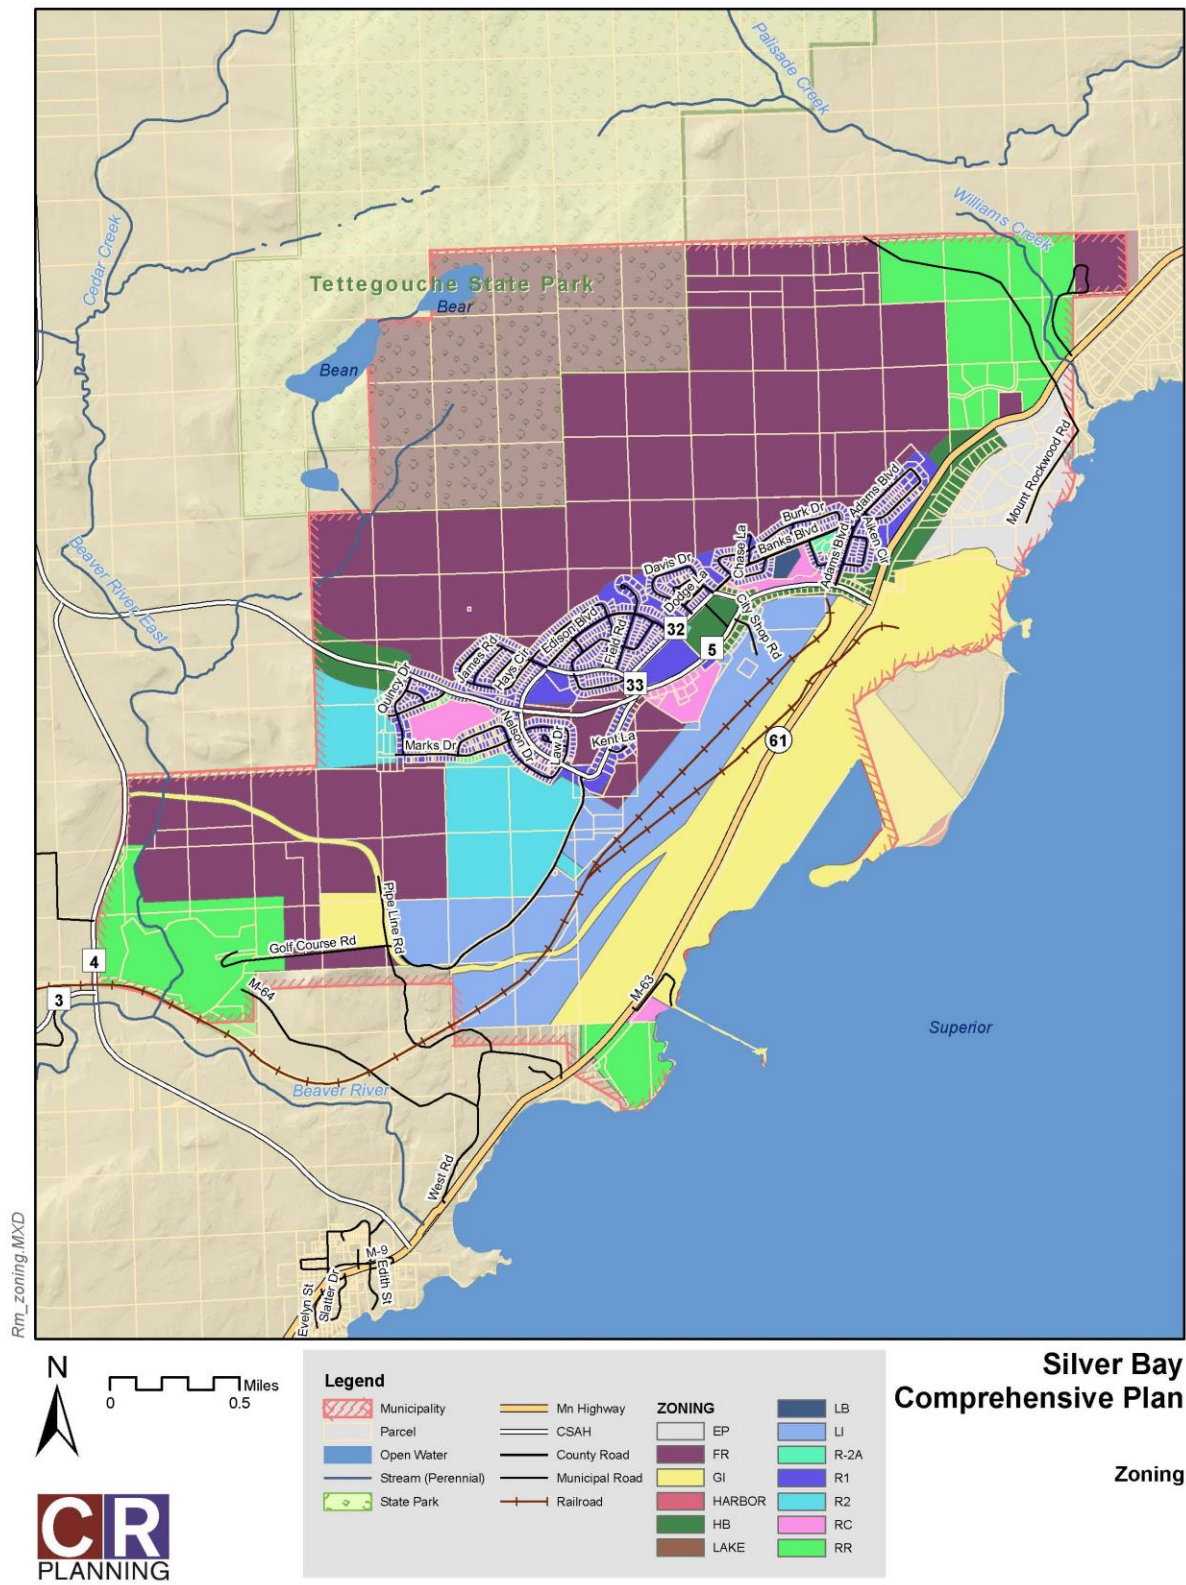 Palisade Creek
Williams Creek
Cedar Creek
Tettegouche State Park
Bear
Bean
Mount Rockwood Rd
Adams Blvd
Burk Dr
Banks Blvd
Aiken Cir
Adams Blvd
Chase La
Davis Dr
Dodge La
City Shop Rd
Beaver River, East
Edison Blvd
Field Rd
32
5
James Rd
Hays Cir
33
Quincy Dr
Nelson Dr
Law Dr
Kent La
Marks Dr
61
Pipe Line Rd
Golf Course Rd
4
M-64
M-63
3
Superior
Beaver River
West Rd
M-9
Edith St
Slatter Dr
Evelyn St
Rm_zoning.MXD
N
Miles
0 0.5
CR
PLANNING
Legend
Municipality
Parcel
Open Water
Stream (Perennial)
State Park
Mn Highway
CSAH
County Road
Municipal Road
Railroad
ZONING
EP
FR
GI
HARBOR
HB
LAKE
LB
LI
R-2A
R1
R2
RC
RR
Silver Bay
Comprehensive Plan
Zoning